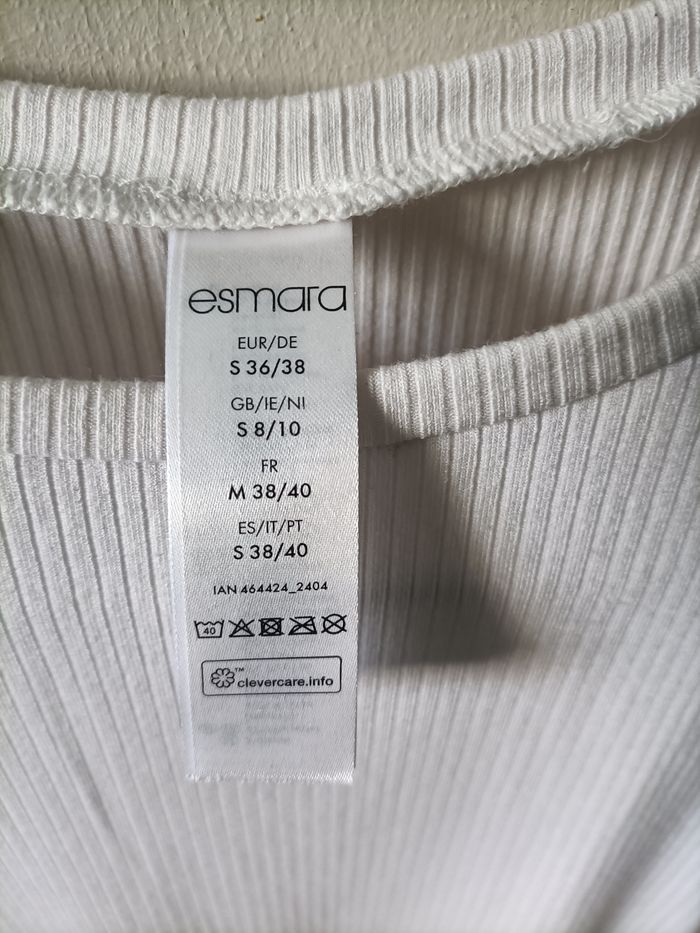 esmara
EUR/DE
S 36/38
GB/IE/NI
S 8/10
FR
M 38/40
ES/IT/PT
S 38/40
IAN 464424_2404
40
™
clevercare.info